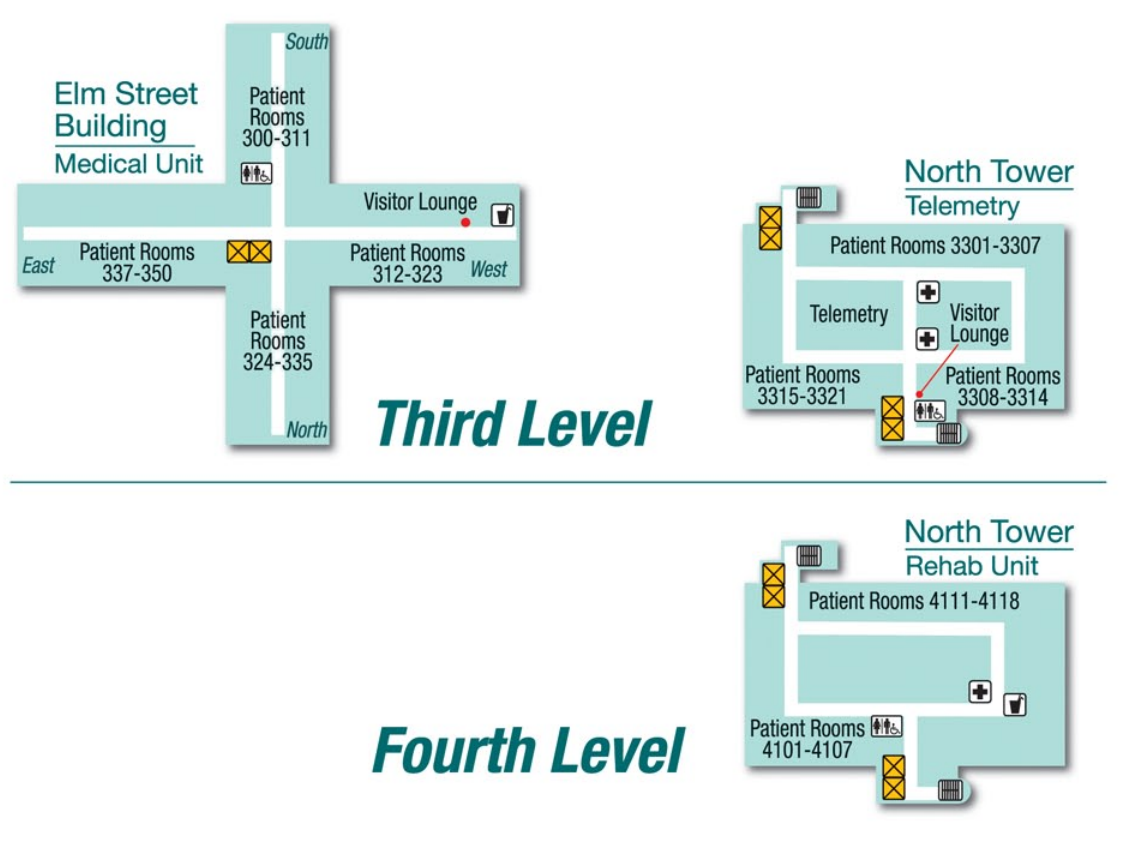 South
Elm Street
Building
Medical Unit
Patient
Rooms
300-311
Visitor Lounge
East
Patient Rooms
337-350
Patient Rooms
312-323
West
Patient
Rooms
324-335
North
North Tower
Telemetry
Patient Rooms 3301-3307
Telemetry
Visitor
Lounge
Patient Rooms
3315-3321
Patient Rooms
3308-3314
Third Level
North Tower
Rehab Unit
Patient Rooms 4111-4118
Patient Rooms
4101-4107
Fourth Level